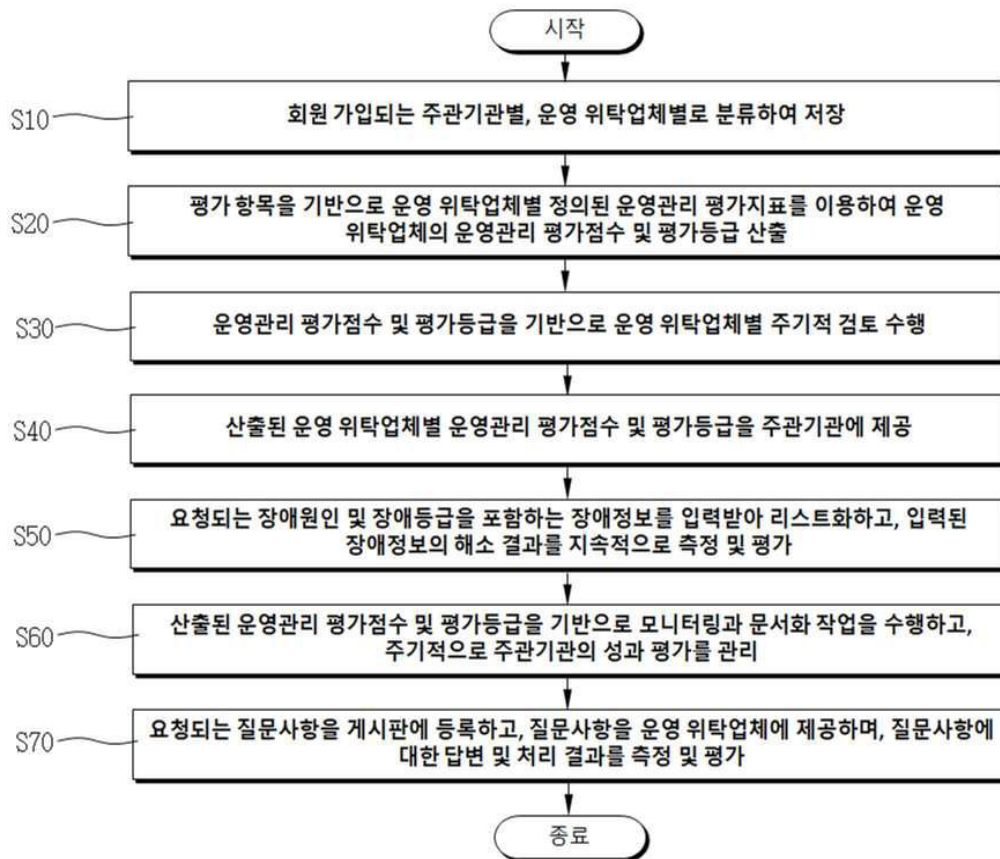 시작
S10
회원 가입되는 주관기관별, 운영 위탁업체별로 분류하여 저장
S20
평가 항목을 기반으로 운영 위탁업체별 정의된 운영관리 평가지표를 이용하여 운영
위탁업체의 운영관리 평가점수 및 평가등급 산출
S30
운영관리 평가점수 및 평가등급을 기반으로 운영 위탁업체별 주기적 검토 수행
S40
산출된 운영 위탁업체별 운영관리 평가점수 및 평가등급을 주관기관에 제공
S50
요청되는 장애원인 및 장애등급을 포함하는 장애정보를 입력받아 리스트화하고, 입력된
장애정보의 해소 결과를 지속적으로 측정 및 평가
S60
산출된 운영관리 평가점수 및 평가등급을 기반으로 모니터링과 문서화 작업을 수행하고,
주기적으로 주관기관의 성과 평가를 관리
S70
요청되는 질문사항을 게시판에 등록하고, 질문사항을 운영 위탁업체에 제공하며, 질문사항에
대한 답변 및 처리 결과를 측정 및 평가
종료